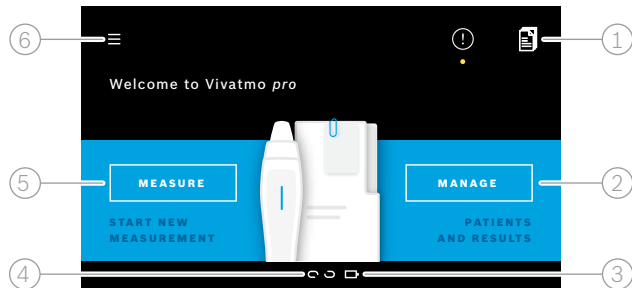 6
1
Welcome to Vivatmo pro
5
MEASURE
MANAGE
2
START NEW
MEASUREMENT
PATIENTS
AND RESULTS
4
3